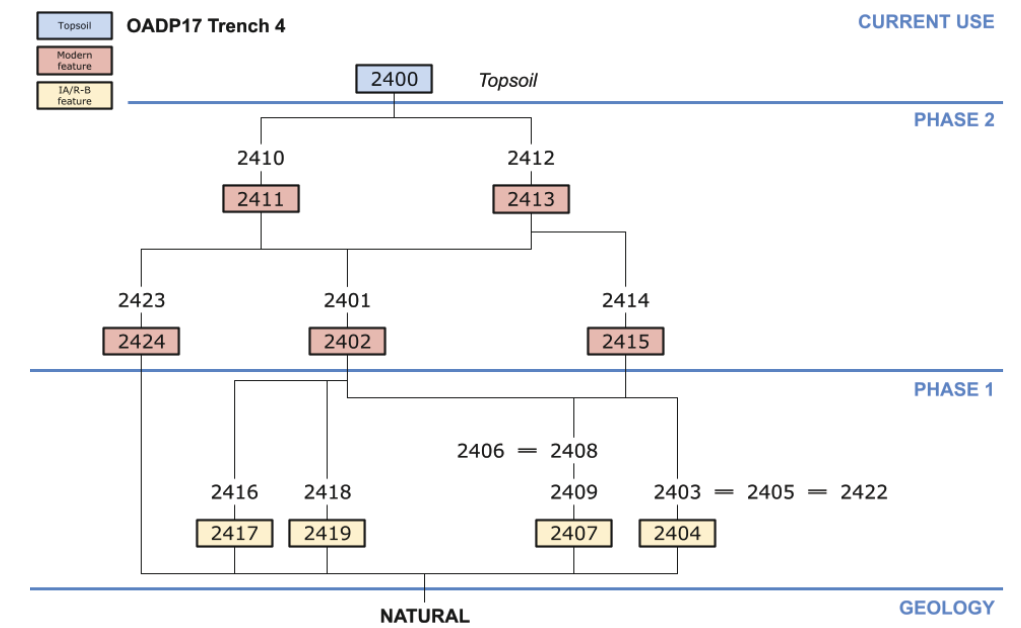 Topsoil
OADP17 Trench 4
CURRENT USE
Modern
feature
IA/R-B
feature
2400
Topsoil
PHASE 2
2410
2412
2411
2413
2423
2401
2414
2424
2402
2415
PHASE 1
2406 = 2408
2416
2418
2409
2403 = 2405 = 2422
2417
2419
2407
2404
GEOLOGY
NATURAL